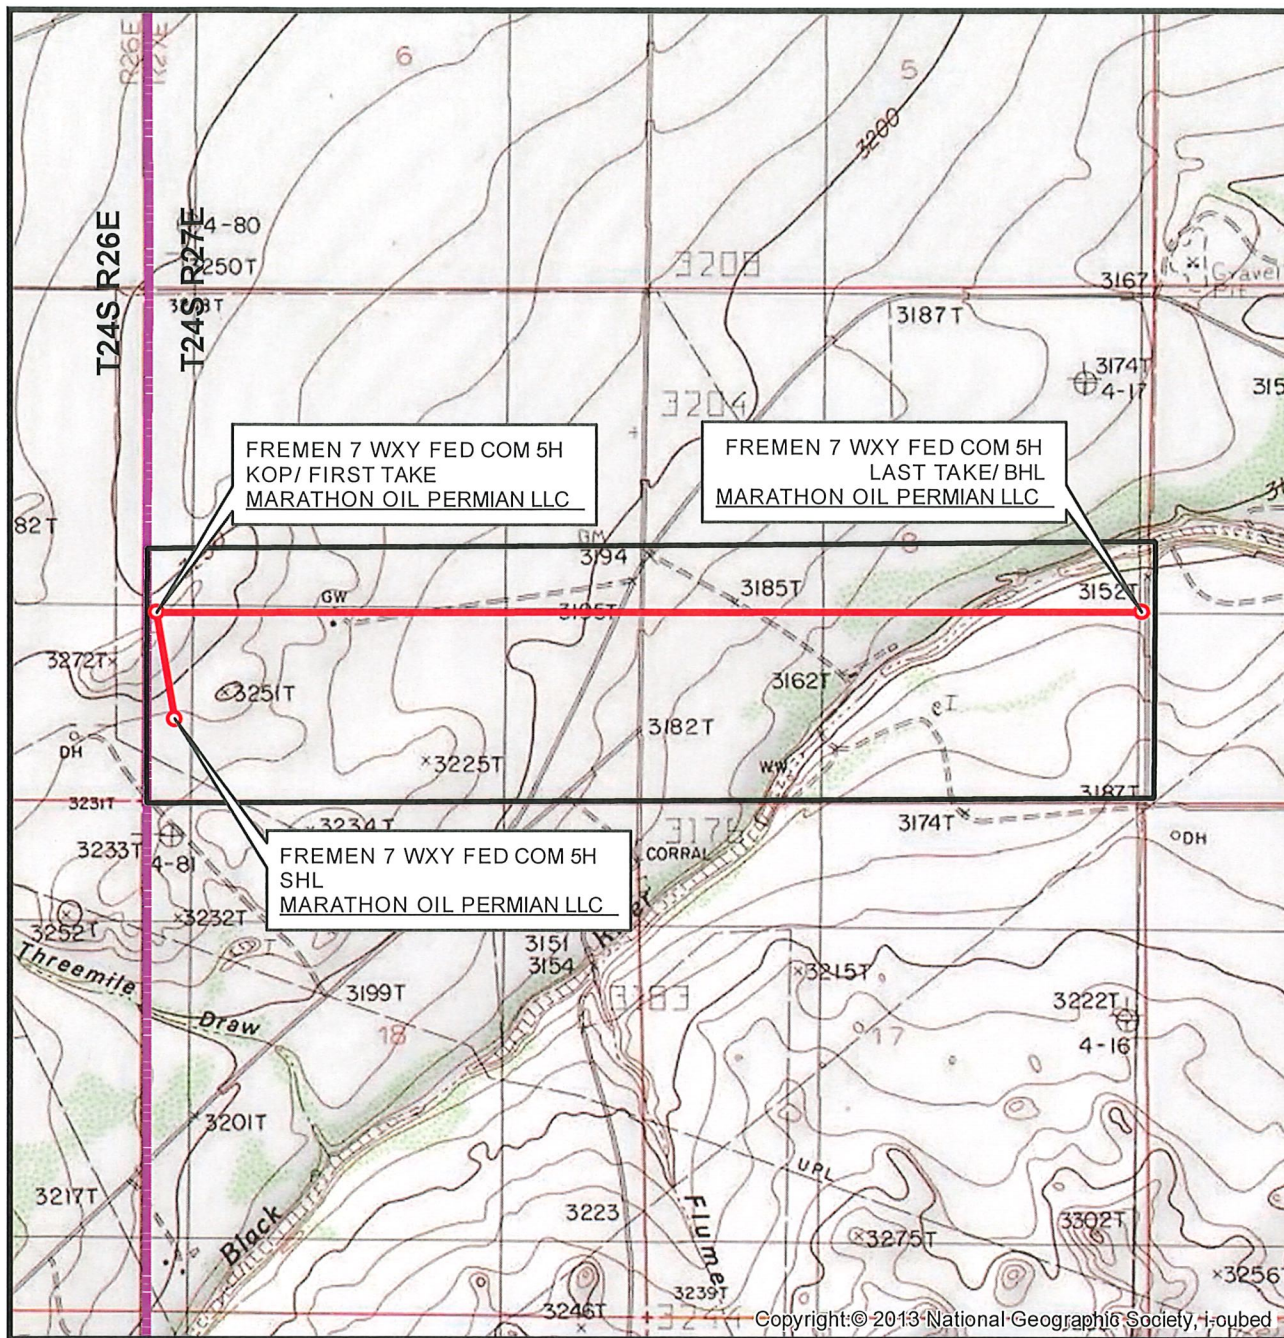 R26E
R27E
6
5
3200
T24S R26E
T24S R27E
4-80
3250T
3208
Gravel
Pit
3167
3187T
3174T
4-17
3204
FREMEN 7 WXY FED COM 5H
KOP/ FIRST TAKE
MARATHON OIL PERMIAN LLC
FREMEN 7 WXY FED COM 5H
LAST TAKE/ BHL
MARATHON OIL PERMIAN LLC
82T
8
3194
3185T
3152
GW
3272T
3251T
3162T
3182T
DH
3225T
WW
3187T
3231T
3234T
3174T
DH
3233T
4-81
CORRAL
FREMEN 7 WXY FED COM 5H
SHL
MARATHON OIL PERMIAN LLC
3232T
3252T
3151
3154
River
Threemile
Draw
3215T
3199T
3183
3222T
4-16
18
17
3201T
UPL
3217T
Black
3223
Flume
3302T
3275T
3256T
3239T
3246T
Copyright:© 2013 National Geographic Society, i-cubed